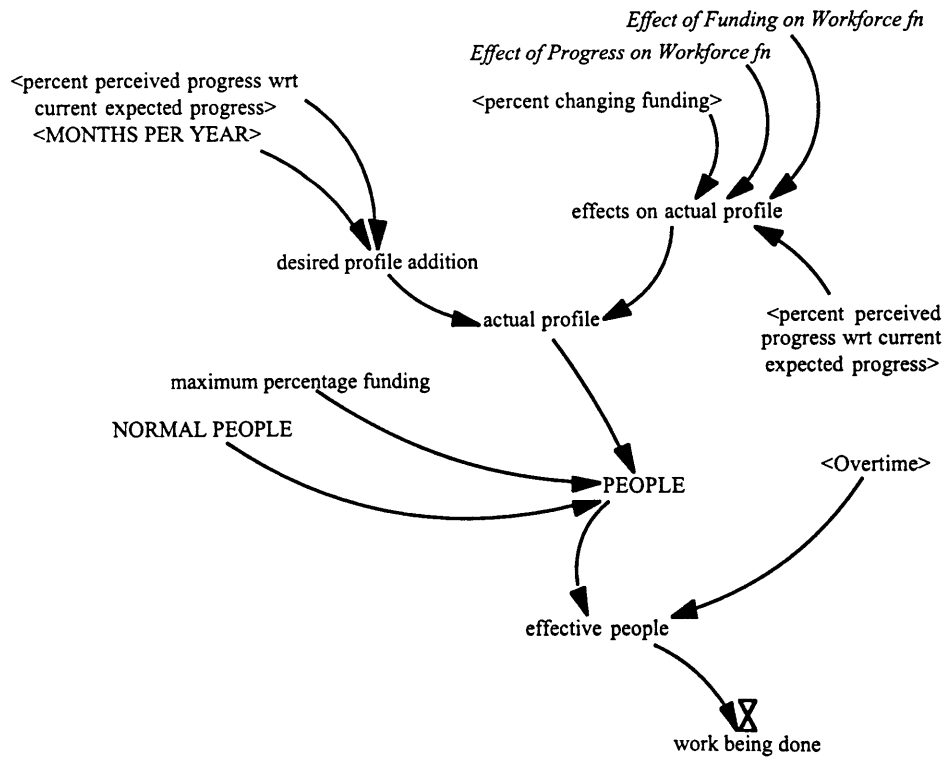 Effect of Funding on Workforce fn
Effect of Progress on Workforce fn
<percent perceived progress wrt
current expected progress>
<MONTHS PER YEAR>
<percent changing funding>
effects on actual profile
desired profile addition
actual profile
<percent perceived
progress wrt current
expected progress>
maximum percentage funding
NORMAL PEOPLE
<Overtime>
PEOPLE
effective people
work being done